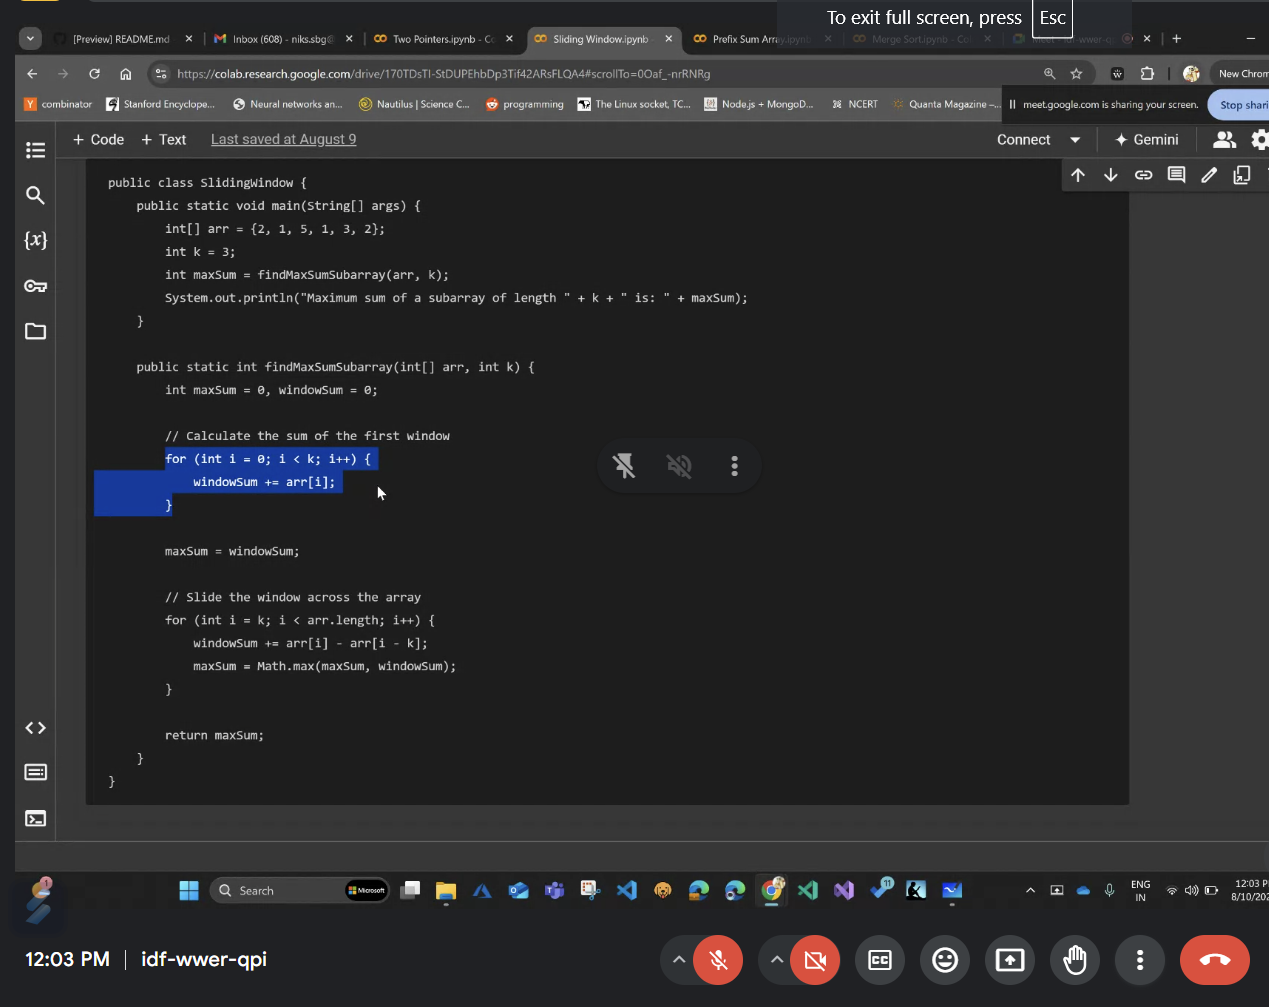 To exit full screen, press Esc
[Preview] README.md
Inbox (608) - niks.sbg@
Two Pointers.ipynb - Co
Sliding Window.ipynb
Prefix Sum Array.ipynb
Merge Sort.ipynb - Col
https://colab.research.google.com/drive/170TDsTI-StDUPEhbDp3Tif42ARsFLQA4#scrollTo=0Oaf_-nrRNRg
New Chrom
combinator
Stanford Encyclope...
Neural networks an...
Nautilus | Science C...
programming
The Linux socket, TC...
Node.js + MongoD...
NCERT
Quanta Magazine –...
meet.google.com is sharing your screen.
Stop shari
+ Code + Text Last saved at August 9
Connect
Gemini
public class SlidingWindow {
public static void main(String[] args) {
int[] arr = {2, 1, 5, 1, 3, 2};
int k = 3;
int maxSum = findMaxSumSubarray(arr, k);
System.out.println("Maximum sum of a subarray of length " + k + " is: " + maxSum);
}
public static int findMaxSumSubarray(int[] arr, int k) {
int maxSum = 0, windowSum = 0;
// Calculate the sum of the first window
for (int i = 0; i < k; i++) {
windowSum += arr[i];
}
maxSum = windowSum;
// Slide the window across the array
for (int i = k; i < arr.length; i++) {
windowSum += arr[i] - arr[i - k];
maxSum = Math.max(maxSum, windowSum);
}
return maxSum;
}
}
{x}
1
Search
Microsoft
11
ENG
IN
12:03 P
8/10/202
12:03 PM | idf-wwer-qpi
CC